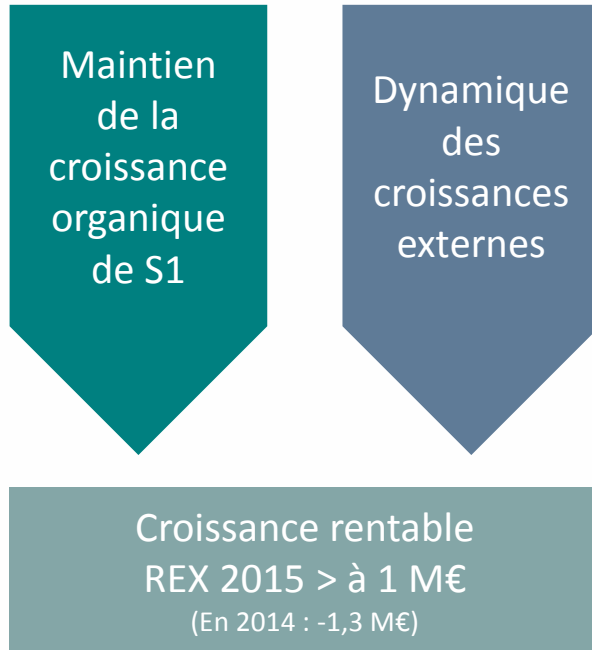 Maintien
de la
croissance
organique
de S1
Dynamique
des
croissances
externes
Croissance rentable
REX 2015 > à 1 M€
(En 2014 : -1,3 M€)